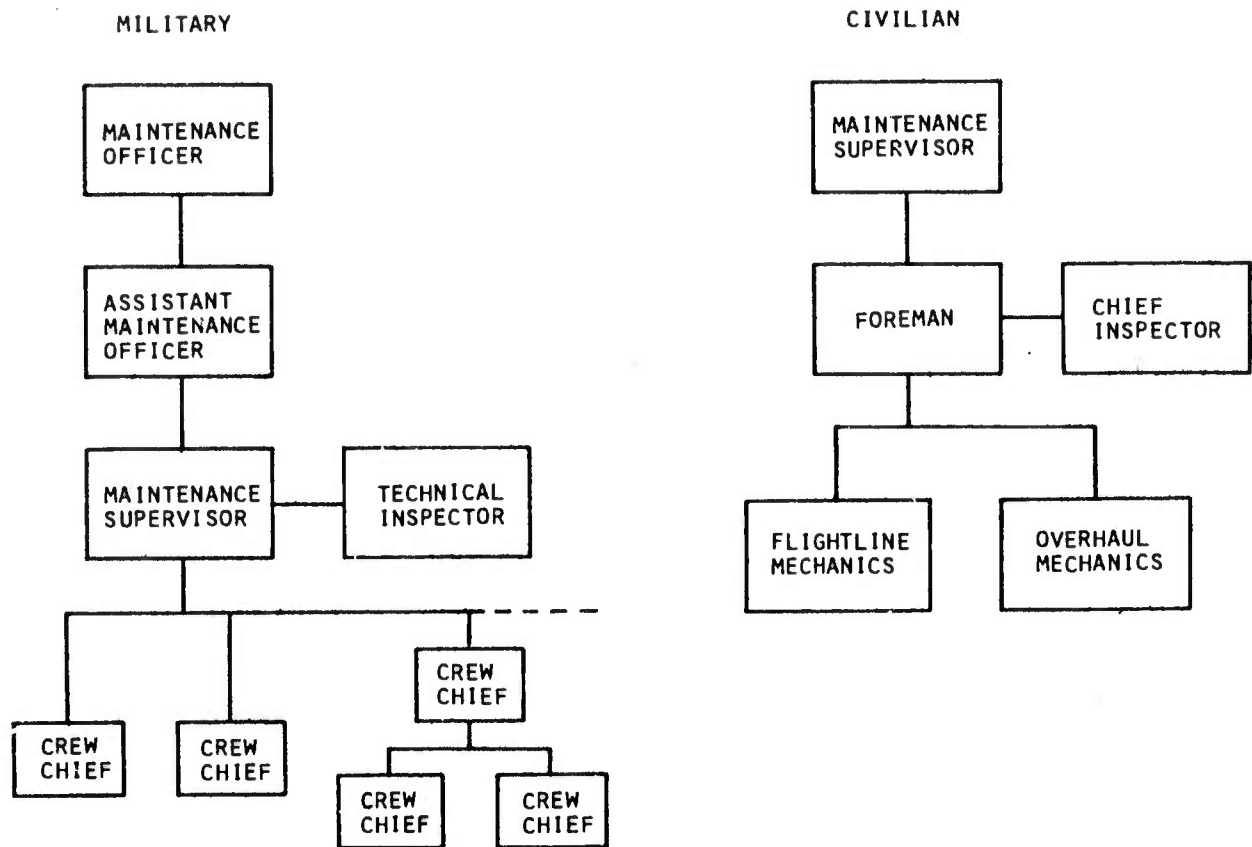 MILITARY
MAINTENANCE
OFFICER
ASSISTANT
MAINTENANCE
OFFICER
MAINTENANCE
SUPERVISOR
TECHNICAL
INSPECTOR
CREW
CHIEF
CREW
CHIEF
CREW
CHIEF
CREW
CHIEF
CREW
CHIEF
CIVILIAN
MAINTENANCE
SUPERVISOR
FOREMAN
CHIEF
INSPECTOR
FLIGHTLINE
MECHANICS
OVERHAUL
MECHANICS